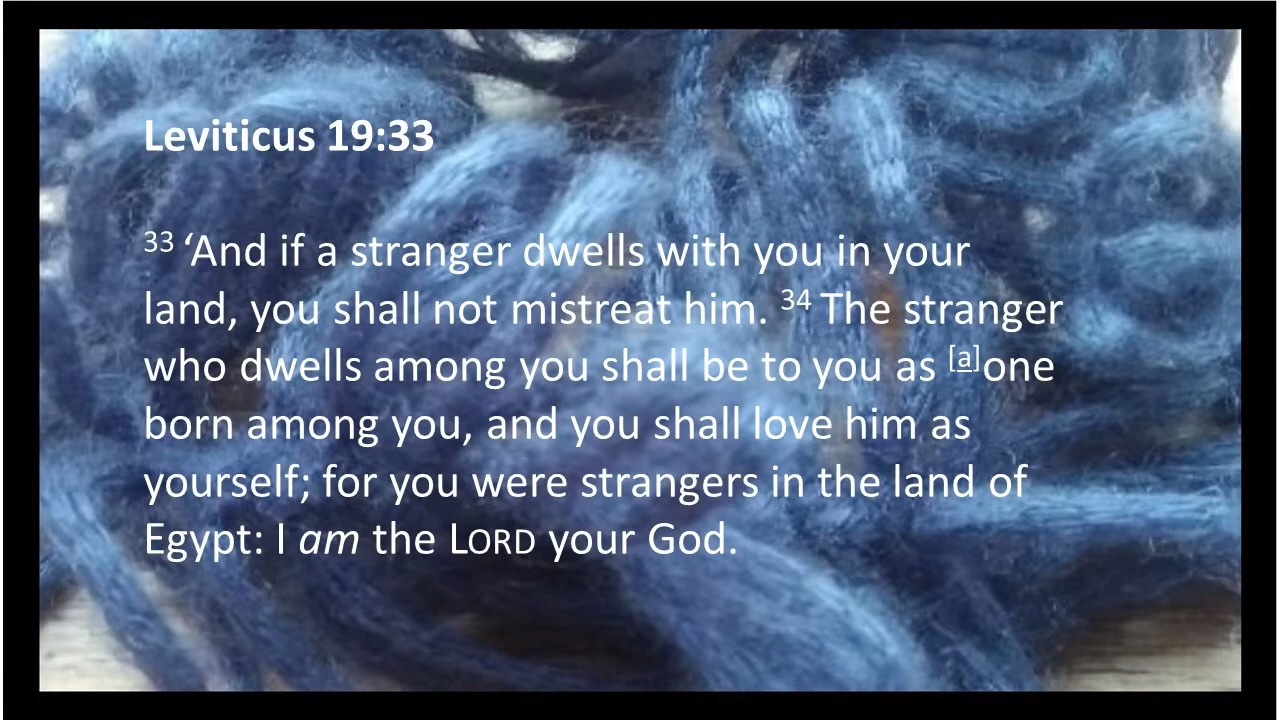 Leviticus 19:33
33 ‘And if a stranger dwells with you in your
land, you shall not mistreat him. 34 The stranger
who dwells among you shall be to you as [a]one
born among you, and you shall love him as
yourself; for you were strangers in the land of
Egypt: I am the LORD your God.